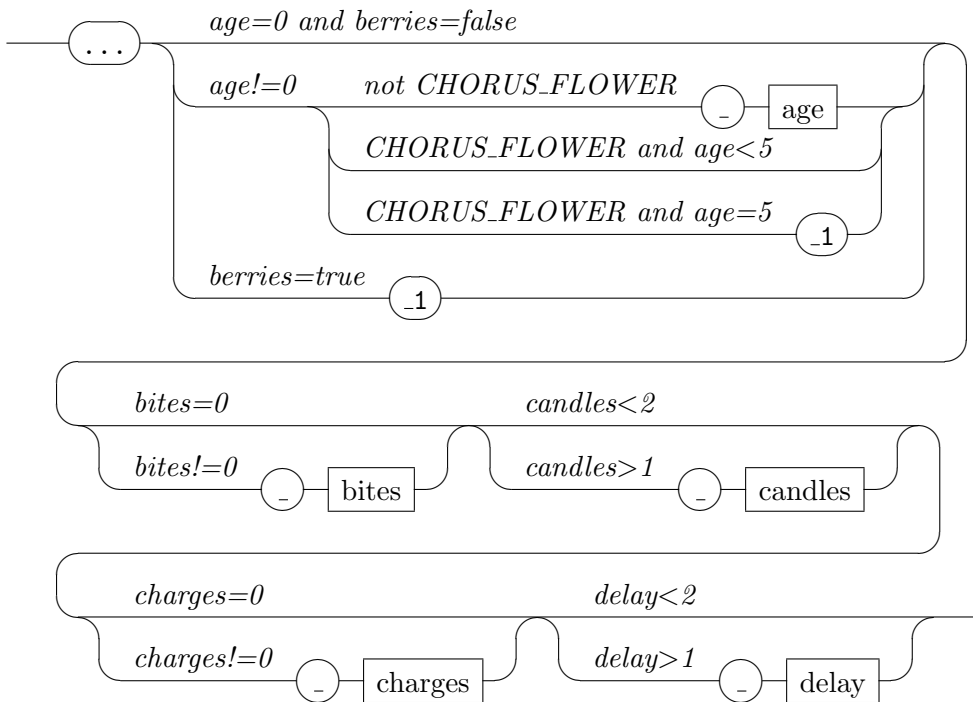 age=0 and berries=false
...
age!=0 not CHORUS_FLOWER _ age
CHORUS_FLOWER and age<5
CHORUS_FLOWER and age=5 _1
berries=true _1
bites=0 candles<2
bites!=0 _ bites candles>1 _ candles
charges=0 delay<2
charges!=0 _ charges delay>1 _ delay